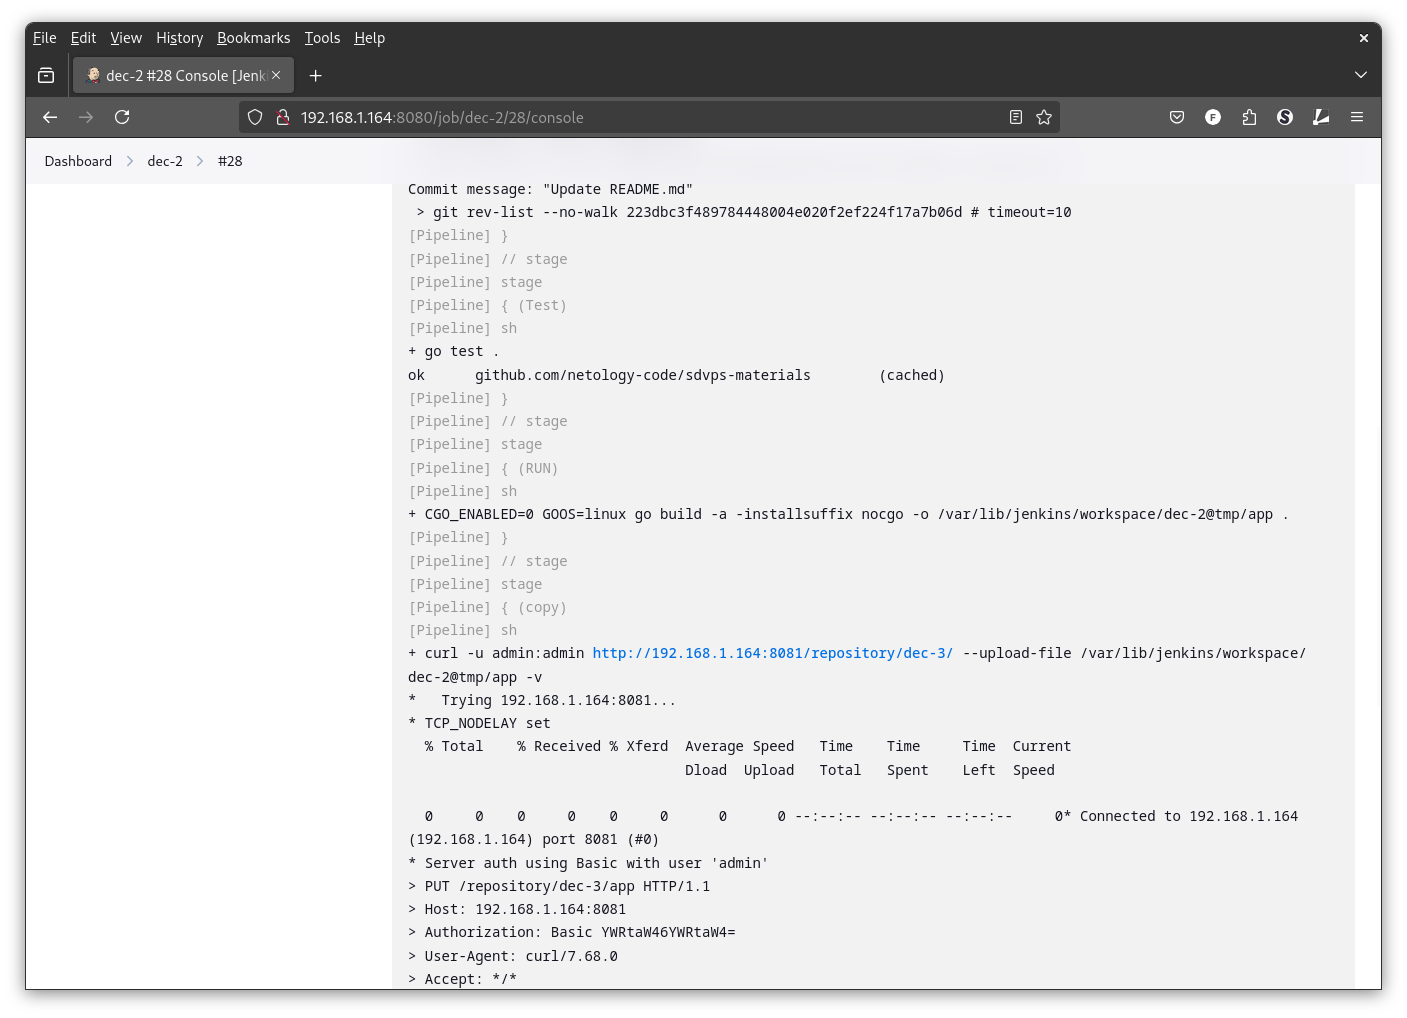 File Edit View History Bookmarks Tools Help
dec-2 #28 Console [Jenk
192.168.1.164:8080/job/dec-2/28/console
Dashboard dec-2 #28
Commit message: "Update README.md"
 > git rev-list --no-walk 223dbc3f489784448004e020f2ef224f17a7b06d # timeout=10
[Pipeline] }
[Pipeline] // stage
[Pipeline] stage
[Pipeline] { (Test)
[Pipeline] sh
+ go test .
ok      github.com/netology-code/sdvps-materials        (cached)
[Pipeline] }
[Pipeline] // stage
[Pipeline] stage
[Pipeline] { (RUN)
[Pipeline] sh
+ CGO_ENABLED=0 GOOS=linux go build -a -installsuffix nocgo -o /var/lib/jenkins/workspace/dec-2@tmp/app .
[Pipeline] }
[Pipeline] // stage
[Pipeline] stage
[Pipeline] { (copy)
[Pipeline] sh
+ curl -u admin:admin http://192.168.1.164:8081/repository/dec-3/ --upload-file /var/lib/jenkins/workspace/
dec-2@tmp/app -v
*   Trying 192.168.1.164:8081...
* TCP_NODELAY set
  % Total    % Received % Xferd  Average Speed   Time    Time     Time  Current
                                 Dload  Upload   Total   Spent    Left  Speed
  0     0    0     0    0     0      0      0 --:--:-- --:--:-- --:--:--     0* Connected to 192.168.1.164
(192.168.1.164) port 8081 (#0)
* Server auth using Basic with user 'admin'
> PUT /repository/dec-3/app HTTP/1.1
> Host: 192.168.1.164:8081
> Authorization: Basic YWRtaW46YWRtaW4=
> User-Agent: curl/7.68.0
> Accept: */*